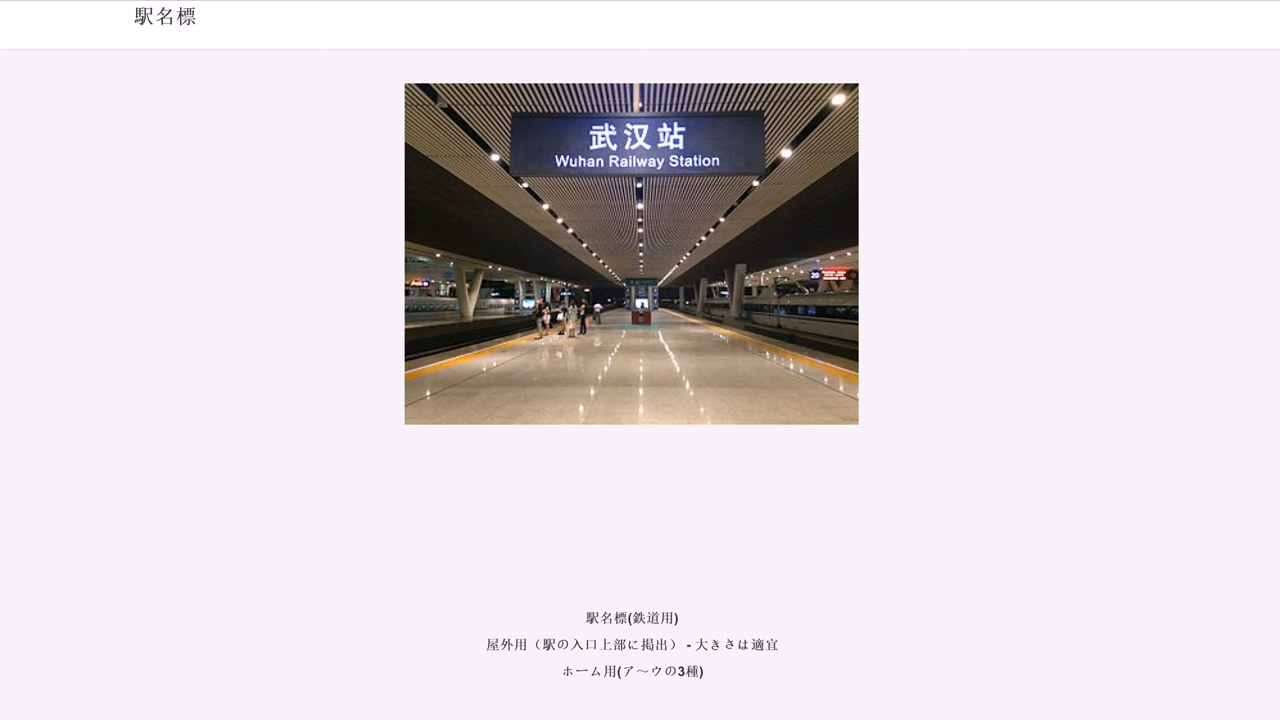 駅名標
武汉站
Wuhan Railway Station
20
駅名標(鉄道用)
屋外用（駅の入口上部に掲出） - 大きさは適宜
ホーム用(ア～ウの3種)